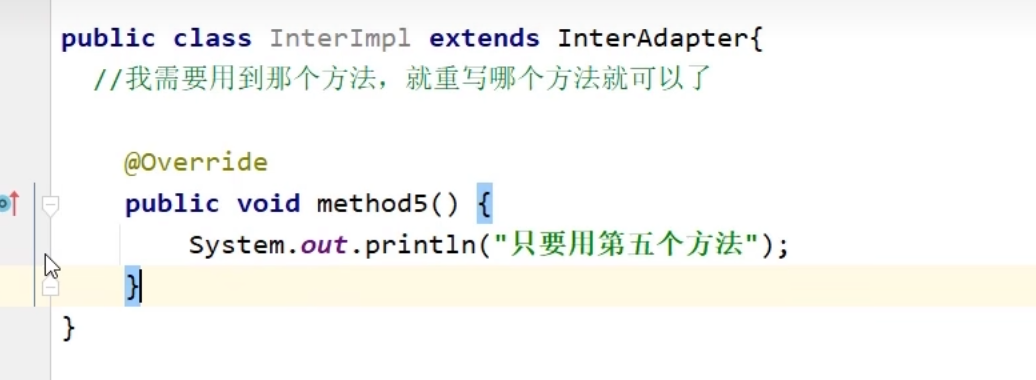 public class InterImpl extends InterAdapter{
//我需要用到那个方法，就重写哪个方法就可以了
@Override
public void method5() {
System.out.println("只要用第五个方法");
}
}